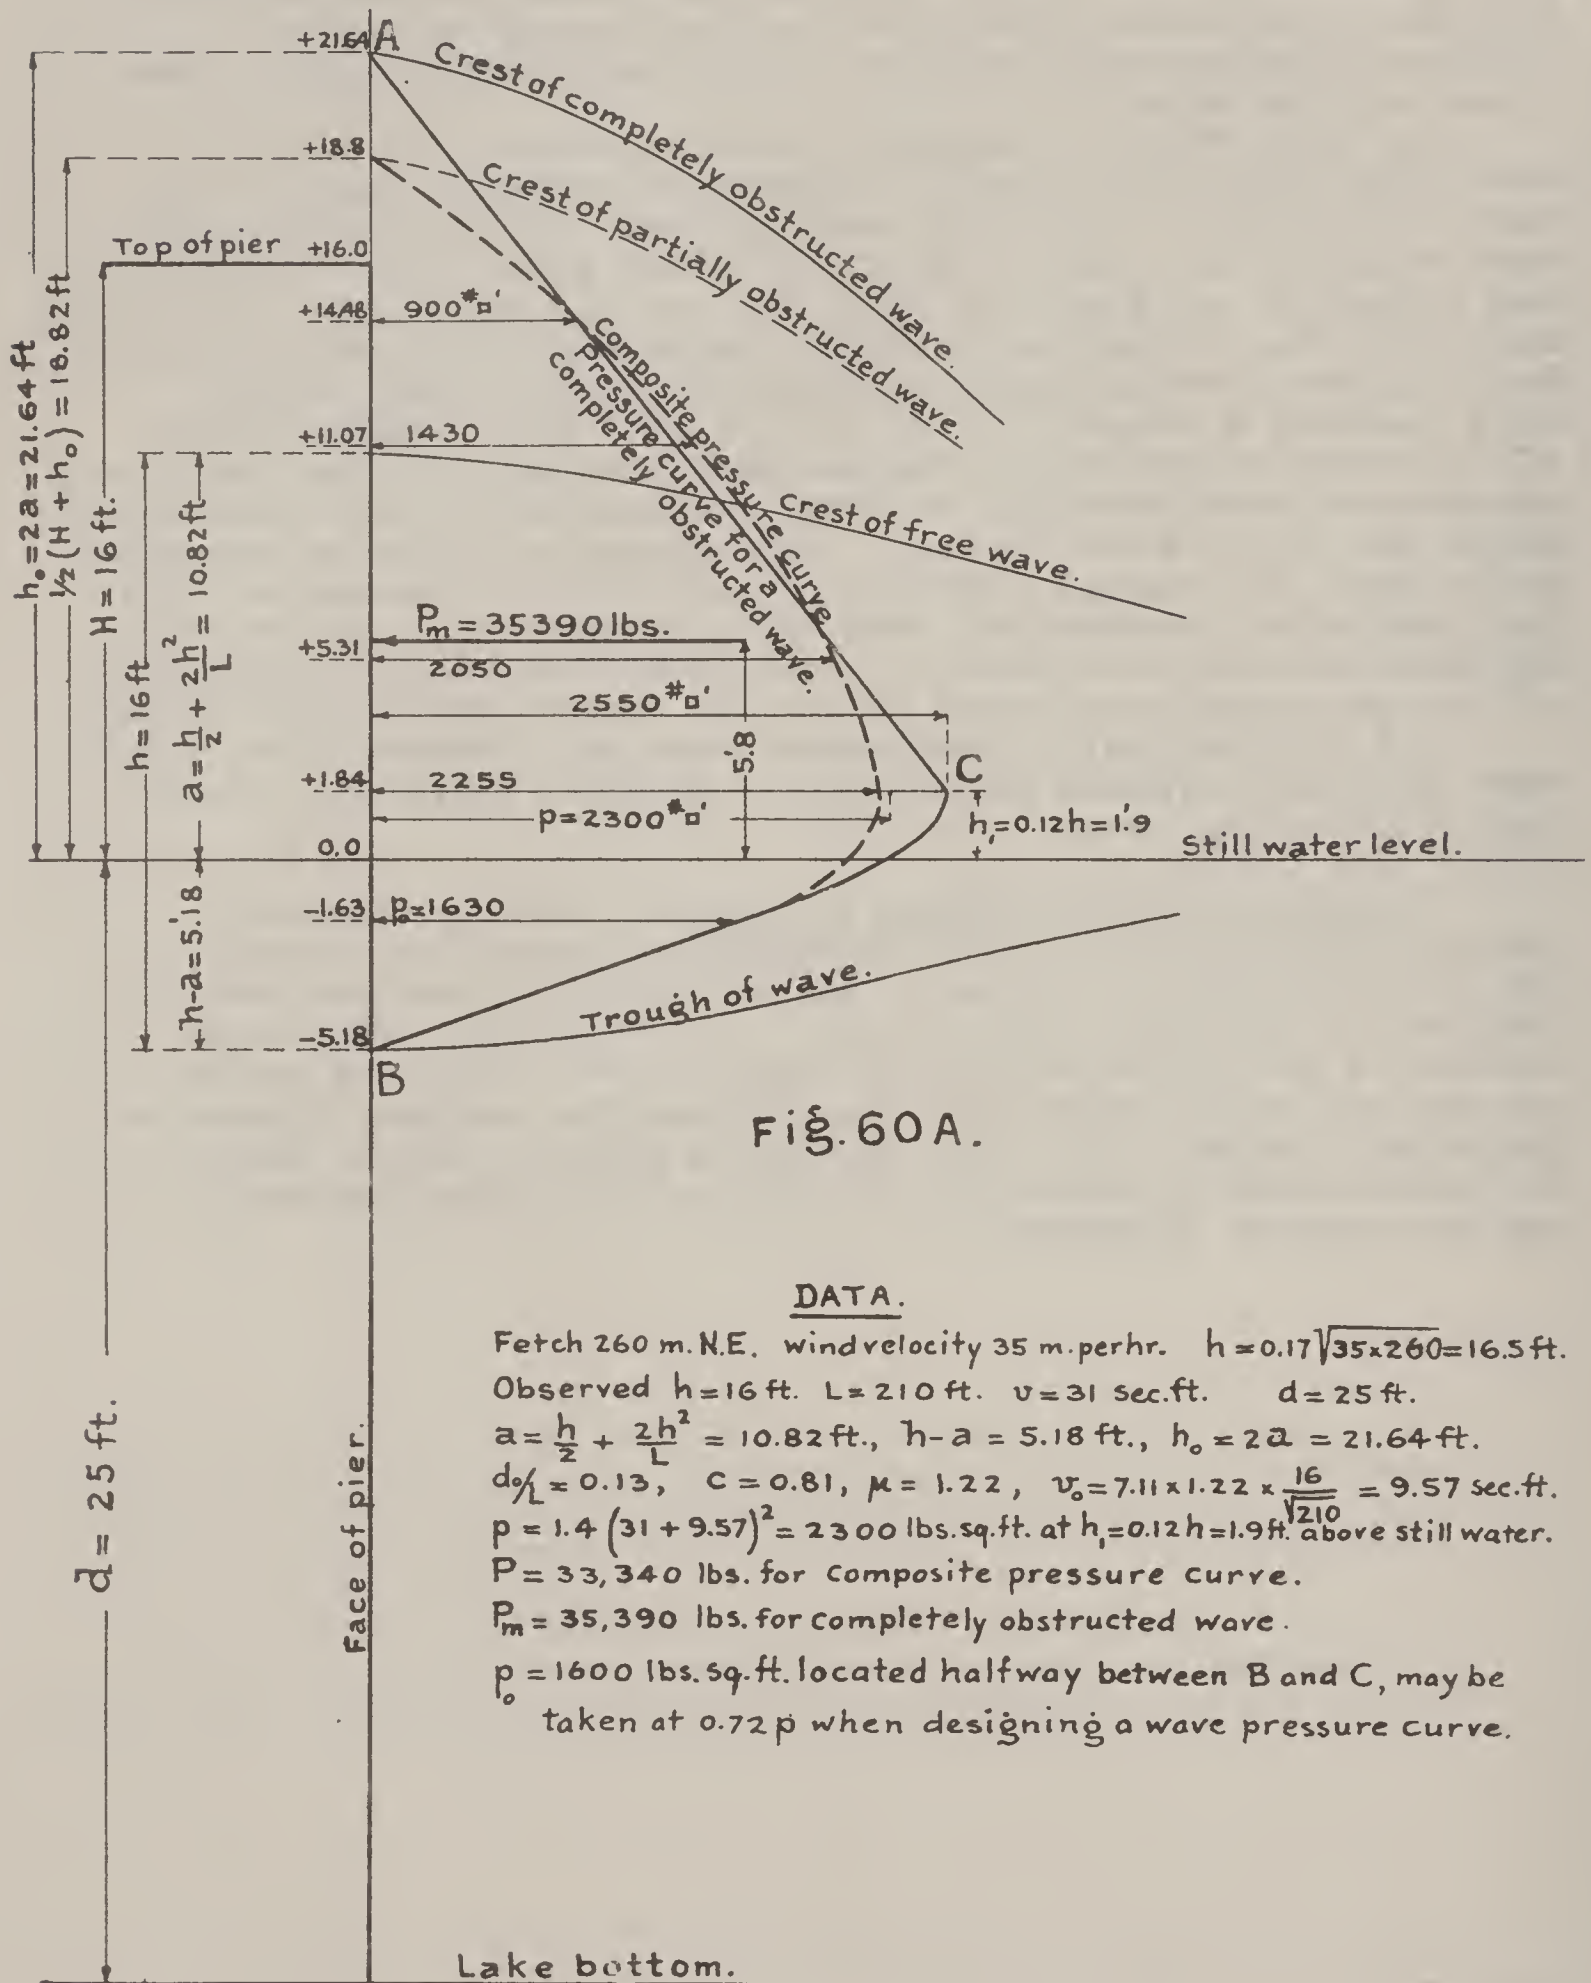 +21.64 A
Crest of completely obstructed wave.
+18.8
Crest of partially obstructed wave.
Top of pier +16.0
+14.48 900#□'
Composite pressure curve
Pressure curve for a
completely obstructed wave.
+11.07 1430
Crest of free wave.
Pm = 35390 lbs.
+5.31 2050
2550#□'
5.'8
+1.84 2255 C
p=2300#□'
h₁=0.12h=1.'9
0.0 Still water level.
-1.63 p₀=1630
Trough of wave.
-5.18
B
h₀=2a=21.64 ft
½(H + h₀) = 18.82 ft
H = 16 ft.
h=16 ft
a = h/2 + 2h²/L = 10.82 ft
h-a=5.'18
d = 25 ft.
Face of pier.
Fig. 60A.
DATA.
Fetch 260 m. N.E. wind velocity 35 m. per hr. h = 0.17√35×260 = 16.5 ft.
Observed h = 16 ft. L = 210 ft. v = 31 sec. ft. d = 25 ft.
a = h/2 + 2h²/L = 10.82 ft., h-a = 5.18 ft., h₀ = 2a = 21.64 ft.
d₀/L = 0.13, C = 0.81, μ = 1.22, v₀ = 7.11 × 1.22 × 16/√210 = 9.57 sec. ft.
p = 1.4 (31 + 9.57)² = 2300 lbs. sq. ft. at h₁=0.12h=1.9 ft. above still water.
P = 33,340 lbs. for composite pressure curve.
Pm = 35,390 lbs. for completely obstructed wave.
p₀ = 1600 lbs. sq. ft. located halfway between B and C, may be
taken at 0.72p when designing a wave pressure curve.
Lake bottom.